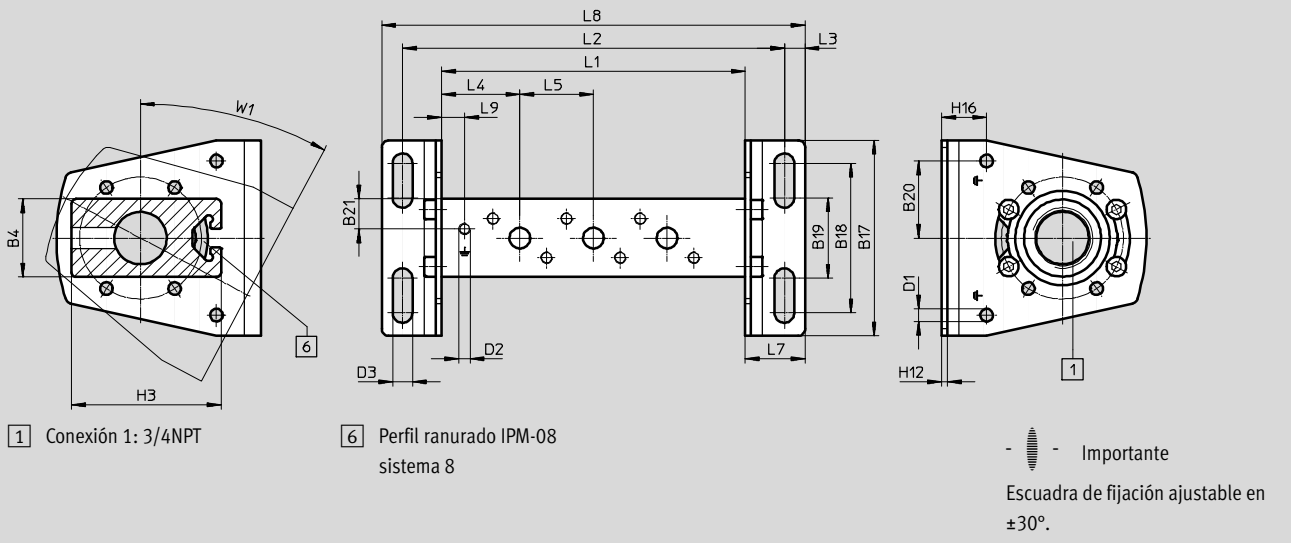 L8
L2
L3
L1
L4
L5
L9
W1
H16
B21
B4
B19
B18
B17
B20
D1
6
D2
L7
D3
H12
1
H3
1 Conexión 1: 3/4NPT
6 Perfil ranurado IPM-08
sistema 8
- - Importante
Escuadra de fijación ajustable en
±30°.